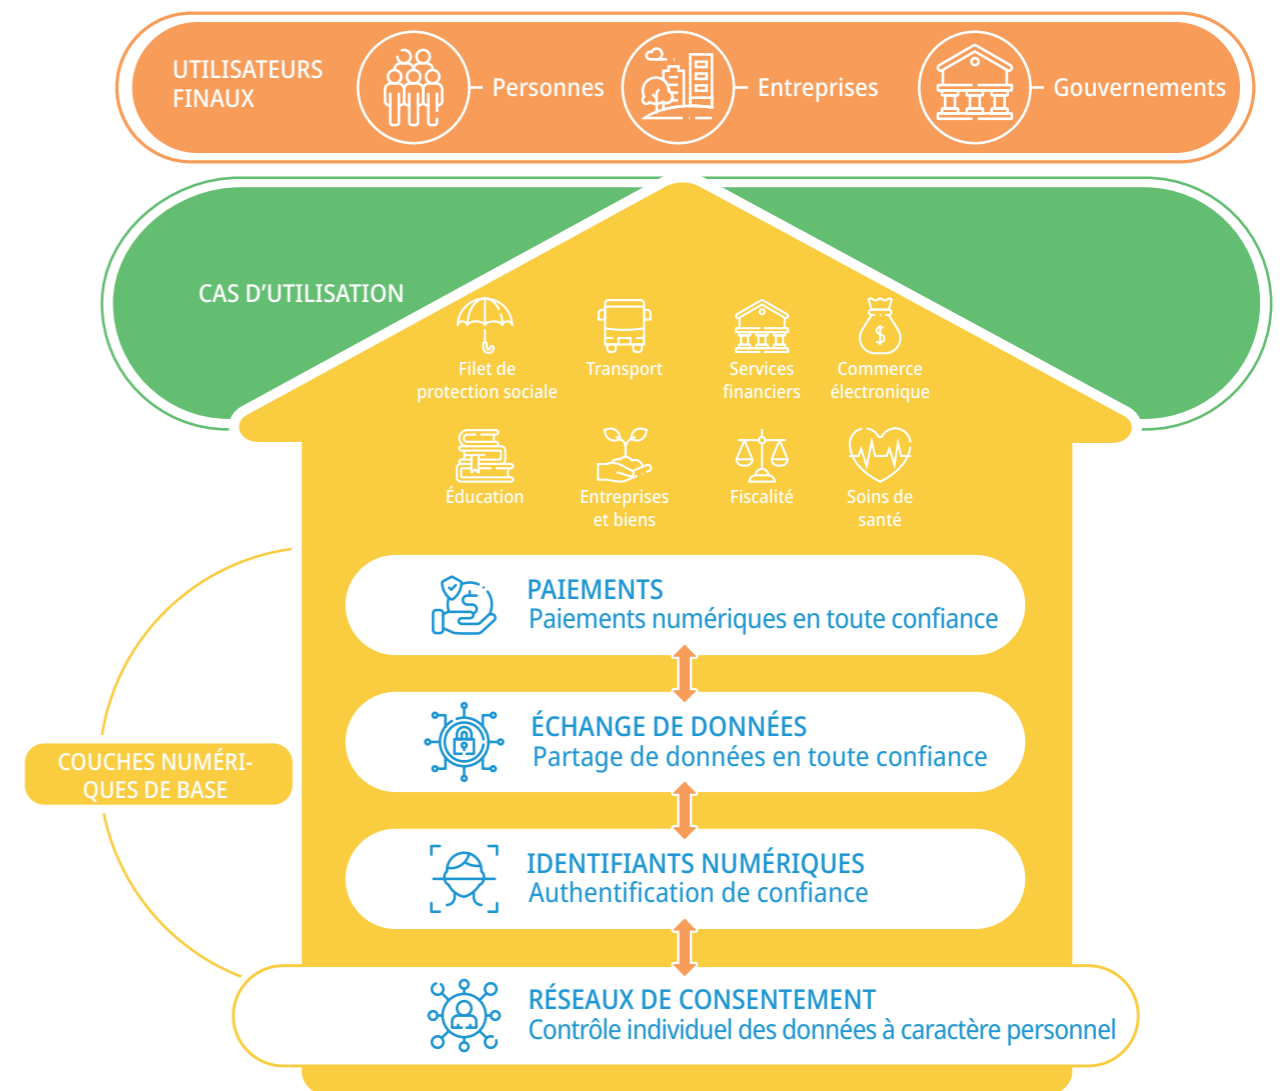 UTILISATEURS
FINAUX
Personnes
Entreprises
Gouvernements
CAS D’UTILISATION
Filet de
protection sociale
Transport
Services
financiers
Commerce
électronique
Éducation
Entreprises
et biens
Fiscalité
Soins de
santé
PAIEMENTS
Paiements numériques en toute confiance
ÉCHANGE DE DONNÉES
Partage de données en toute confiance
COUCHES NUMÉRI-
QUES DE BASE
IDENTIFIANTS NUMÉRIQUES
Authentification de confiance
RÉSEAUX DE CONSENTEMENT
Contrôle individuel des données à caractère personnel